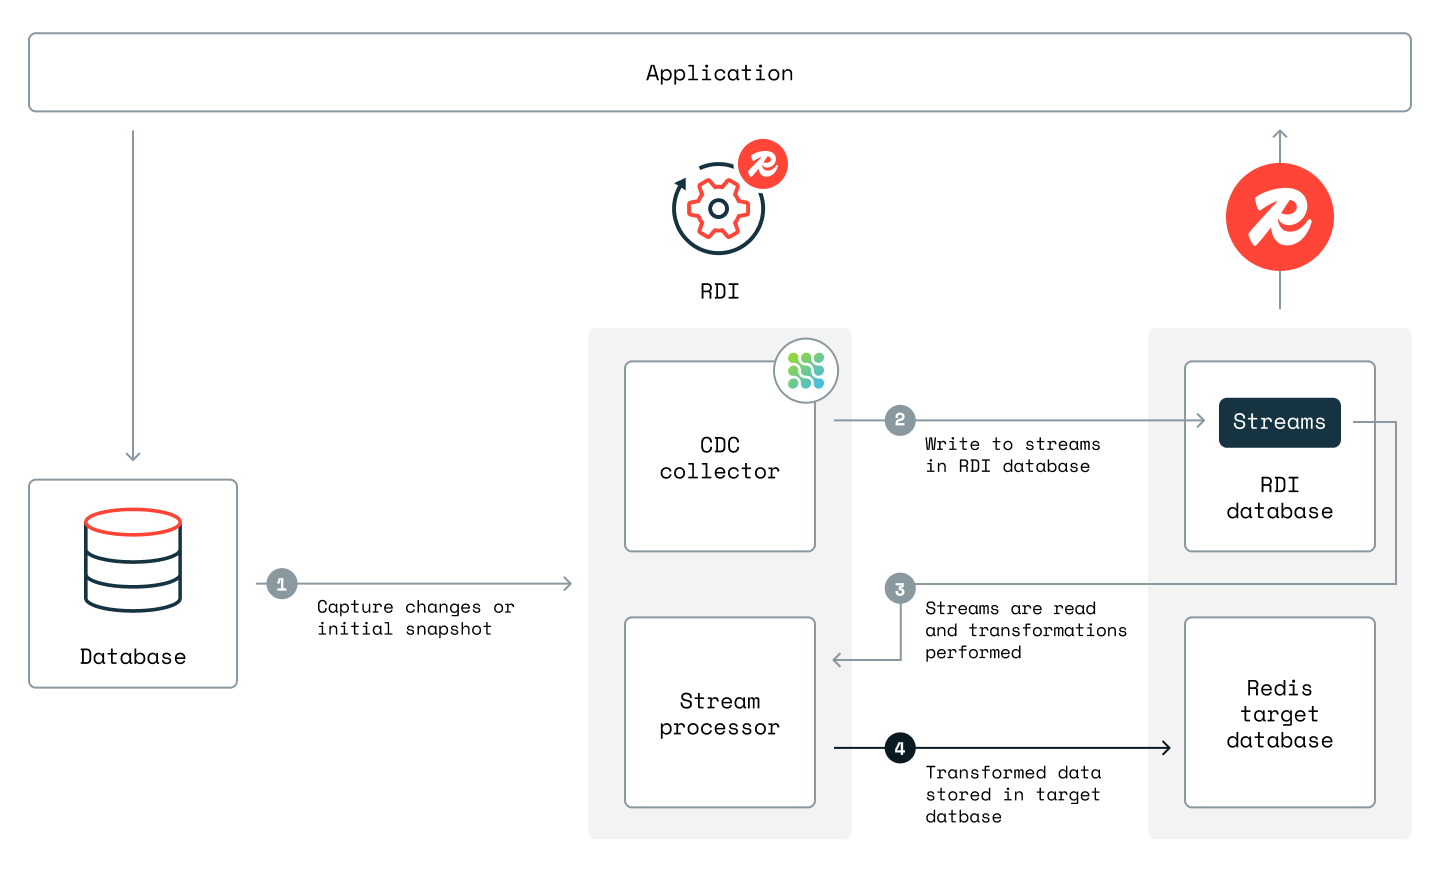 Application
RDI
CDC
collector
2
Write to streams
in RDI database
Streams
RDI
database
Database
1
Capture changes or
initial snapshot
3
Streams are read
and transformations
performed
Stream
processor
4
Transformed data
stored in target
datbase
Redis
target
database